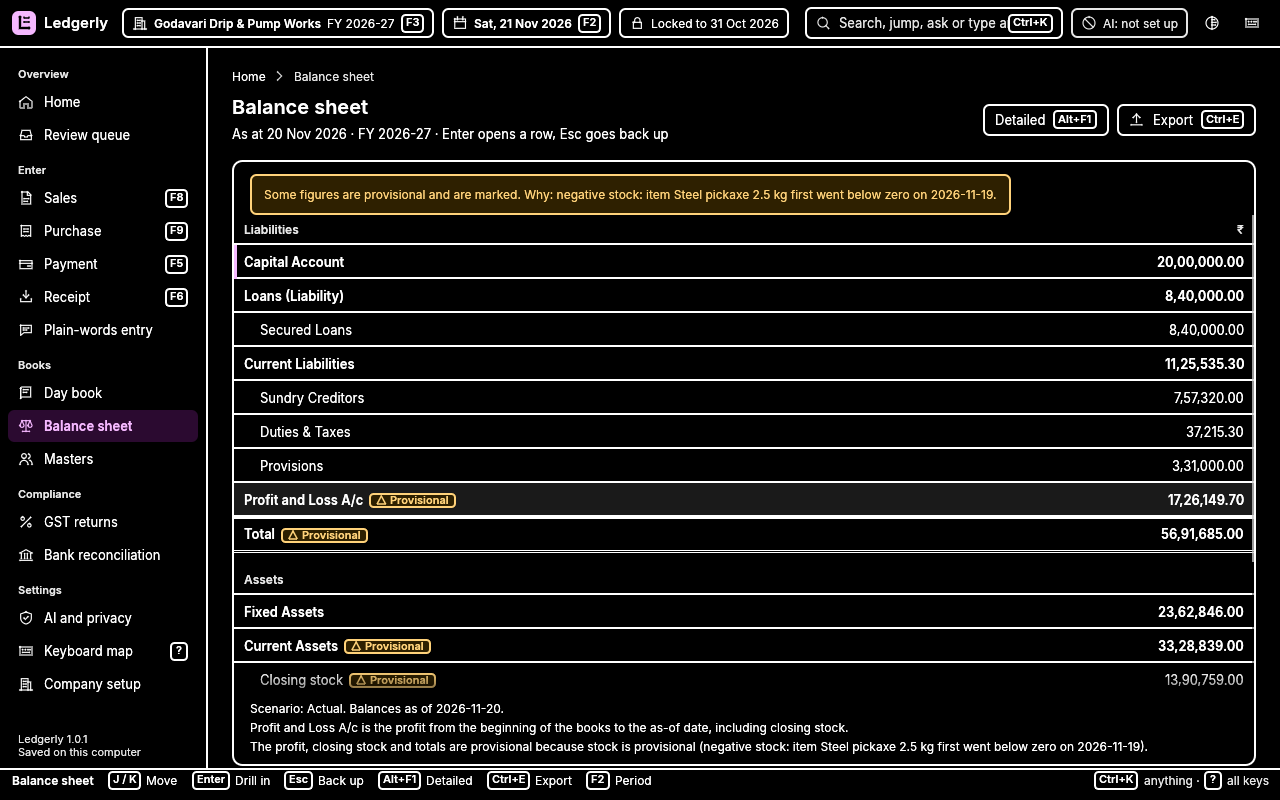 Ledgerly
Godavari Drip & Pump Works FY 2026-27 F3
Sat, 21 Nov 2026 F2
Locked to 31 Oct 2026
Search, jump, ask or type a Ctrl+K
AI: not set up
Overview
Home
Review queue
Enter
Sales F8
Purchase F9
Payment F5
Receipt F6
Plain-words entry
Books
Day book
Balance sheet
Masters
Compliance
GST returns
Bank reconciliation
Settings
AI and privacy
Keyboard map ?
Company setup
Ledgerly 1.0.1
Saved on this computer
Home > Balance sheet
Balance sheet
As at 20 Nov 2026 · FY 2026-27 · Enter opens a row, Esc goes back up
Detailed Alt+F1
Export Ctrl+E
Some figures are provisional and are marked. Why: negative stock: item Steel pickaxe 2.5 kg first went below zero on 2026-11-19.
Liabilities ₹
Capital Account 20,00,000.00
Loans (Liability) 8,40,000.00
Secured Loans 8,40,000.00
Current Liabilities 11,25,535.30
Sundry Creditors 7,57,320.00
Duties & Taxes 37,215.30
Provisions 3,31,000.00
Profit and Loss A/c Provisional 17,26,149.70
Total Provisional 56,91,685.00
Assets
Fixed Assets 23,62,846.00
Current Assets Provisional 33,28,839.00
Closing stock Provisional 13,90,759.00
Scenario: Actual. Balances as of 2026-11-20.
Profit and Loss A/c is the profit from the beginning of the books to the as-of date, including closing stock.
The profit, closing stock and totals are provisional because stock is provisional (negative stock: item Steel pickaxe 2.5 kg first went below zero on 2026-11-19).
Balance sheet J / K Move Enter Drill in Esc Back up Alt+F1 Detailed Ctrl+E Export F2 Period Ctrl+K anything · ? all keys